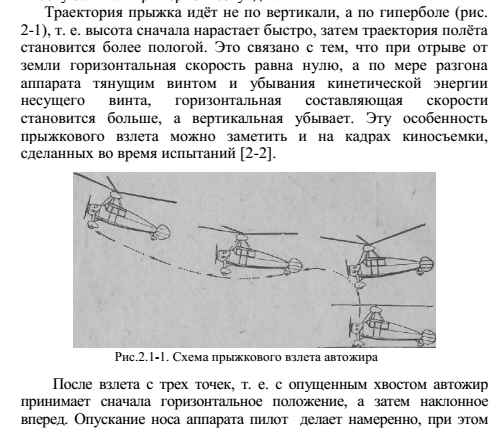 Траектория прыжка идёт не по вертикали, а по гиперболе (рис.
2-1), т. е. высота сначала нарастает быстро, затем траектория полёта
становится более пологой. Это связано с тем, что при отрыве от
земли горизонтальная скорость равна нулю, а по мере разгона
аппарата тянущим винтом и убывания кинетической энергии
несущего винта, горизонтальная составляющая скорости
становится больше, а вертикальная убывает. Эту особенность
прыжкового взлета можно заметить и на кадрах киносъемки,
сделанных во время испытаний [2-2].
Рис.2.1-1. Схема прыжкового взлета автожира
После взлета с трех точек, т. е. с опущенным хвостом автожир
принимает сначала горизонтальное положение, а затем наклонное
вперед. Опускание носа аппарата пилот делает намеренно, при этом